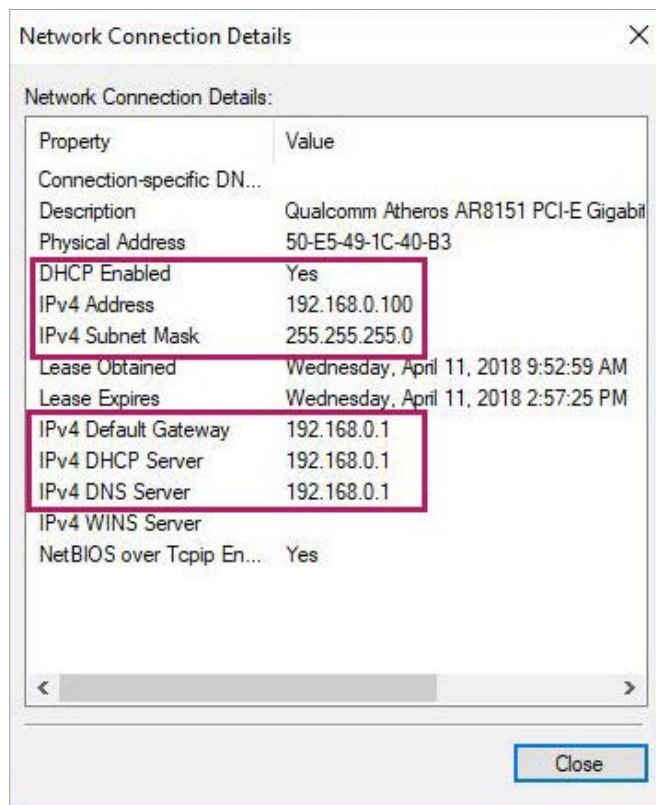 Network Connection Details
Network Connection Details:
Property Value
Connection-specific DN...
Description Qualcomm Atheros AR8151 PCI-E Gigabit
Physical Address 50-E5-49-1C-40-B3
DHCP Enabled Yes
IPv4 Address 192.168.0.100
IPv4 Subnet Mask 255.255.255.0
Lease Obtained Wednesday, April 11, 2018 9:52:59 AM
Lease Expires Wednesday, April 11, 2018 2:57:25 PM
IPv4 Default Gateway 192.168.0.1
IPv4 DHCP Server 192.168.0.1
IPv4 DNS Server 192.168.0.1
IPv4 WINS Server
NetBIOS over Tcpip En... Yes
Close